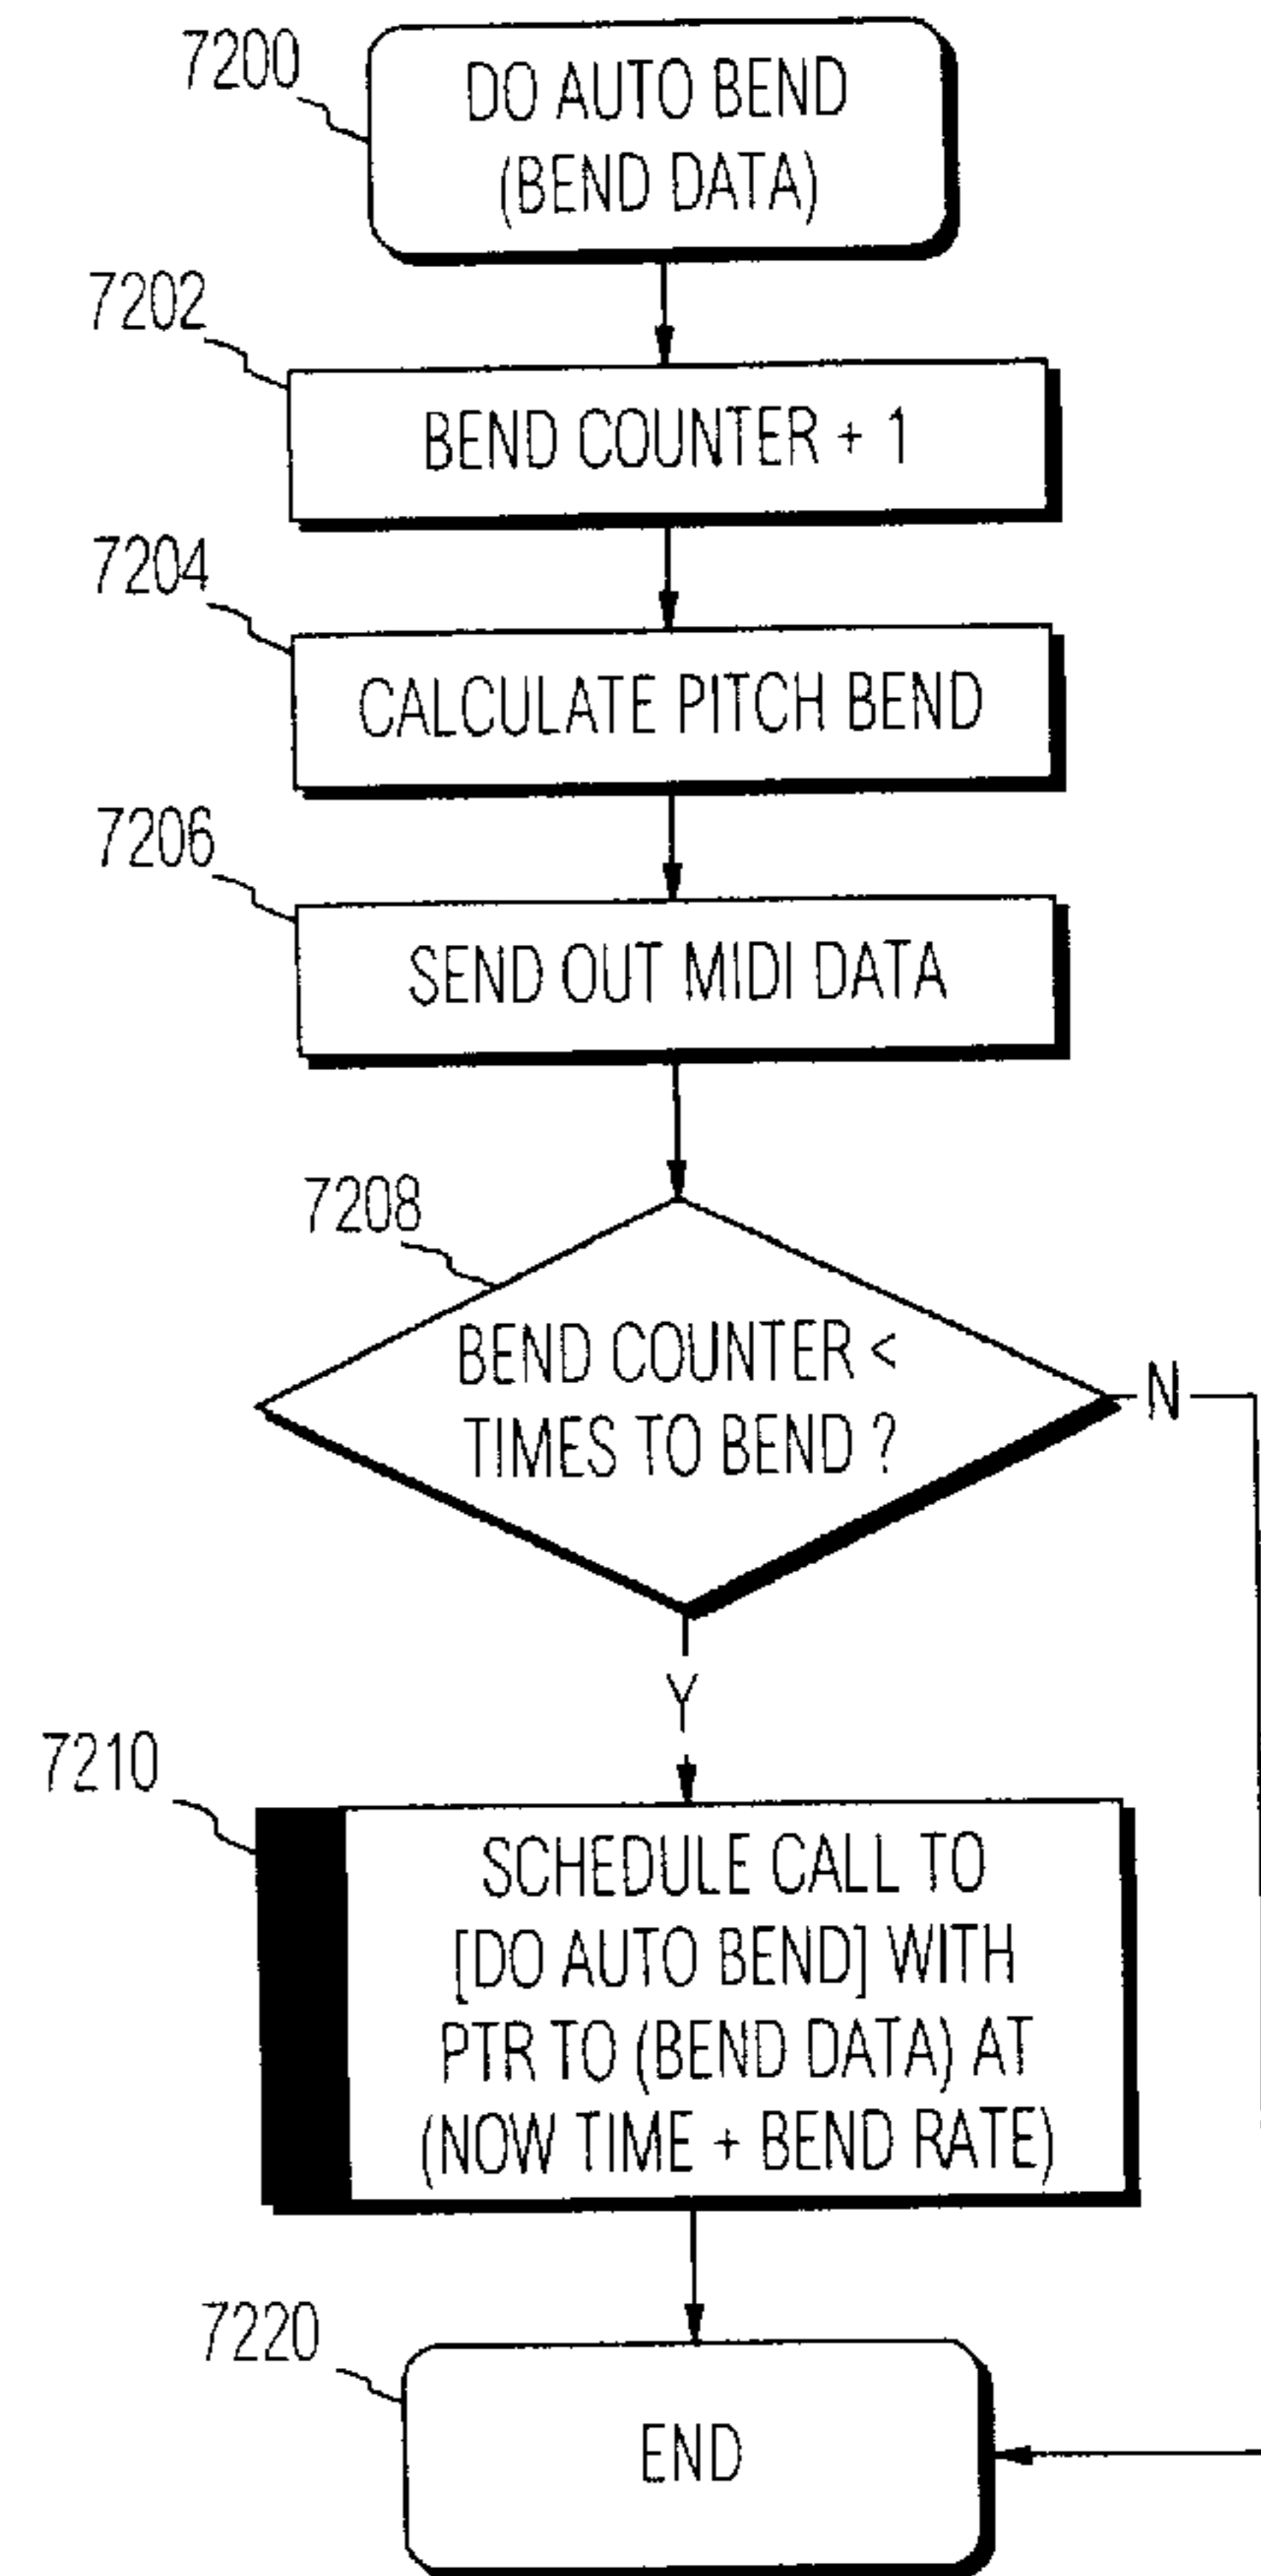 7200
DO AUTO BEND
(BEND DATA)
7202
BEND COUNTER + 1
7204
CALCULATE PITCH BEND
7206
SEND OUT MIDI DATA
7208
BEND COUNTER <
TIMES TO BEND ?
N
Y
7210
SCHEDULE CALL TO
[DO AUTO BEND] WITH
PTR TO (BEND DATA) AT
(NOW TIME + BEND RATE)
7220
END